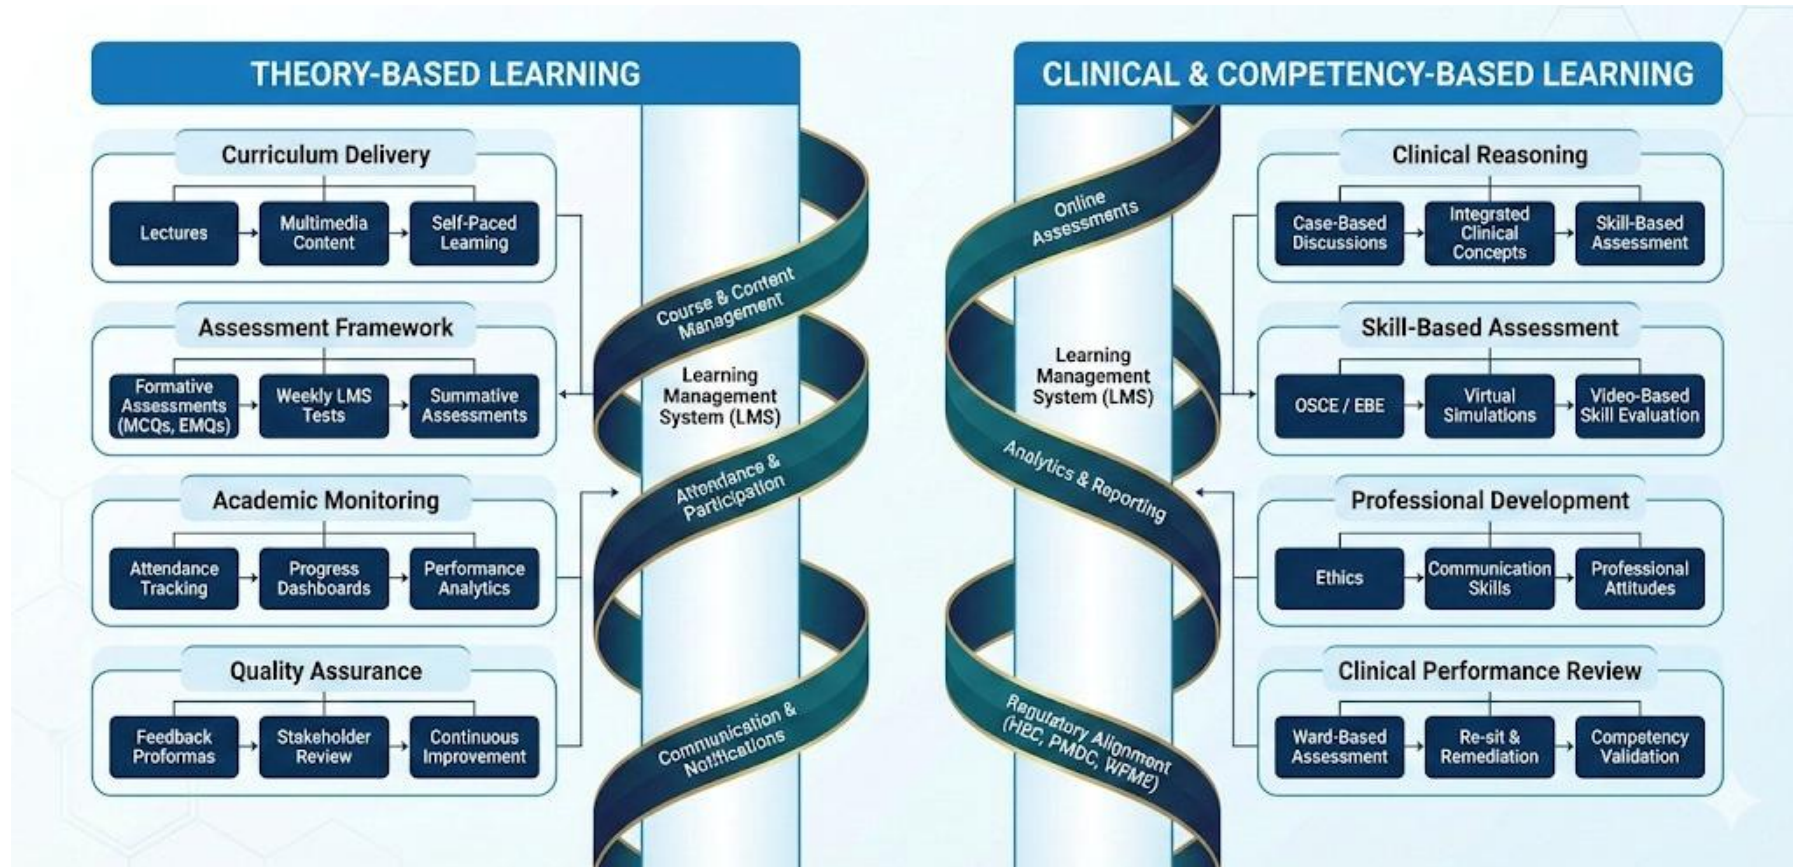 THEORY-BASED LEARNING
Curriculum Delivery
Lectures
Multimedia
Content
Self-Paced
Learning
Assessment Framework
Formative
Assessments
(MCQs, EMQs)
Weekly LMS
Tests
Summative
Assessments
Academic Monitoring
Attendance
Tracking
Progress
Dashboards
Performance
Analytics
Quality Assurance
Feedback
Proformas
Stakeholder
Review
Continuous
Improvement
Course & Content
Management
Learning
Management
System (LMS)
Attendance &
Participation
Communication &
Notifications
CLINICAL & COMPETENCY-BASED LEARNING
Online
Assessments
Learning
Management
System (LMS)
Analytics & Reporting
Regulatory Alignment
(HEC, PMDC, WFME)
Clinical Reasoning
Case-Based
Discussions
Integrated
Clinical
Concepts
Skill-Based
Assessment
Skill-Based Assessment
OSCE / EBE
Virtual
Simulations
Video-Based
Skill Evaluation
Professional Development
Ethics
Communication
Skills
Professional
Attitudes
Clinical Performance Review
Ward-Based
Assessment
Re-sit &
Remediation
Competency
Validation